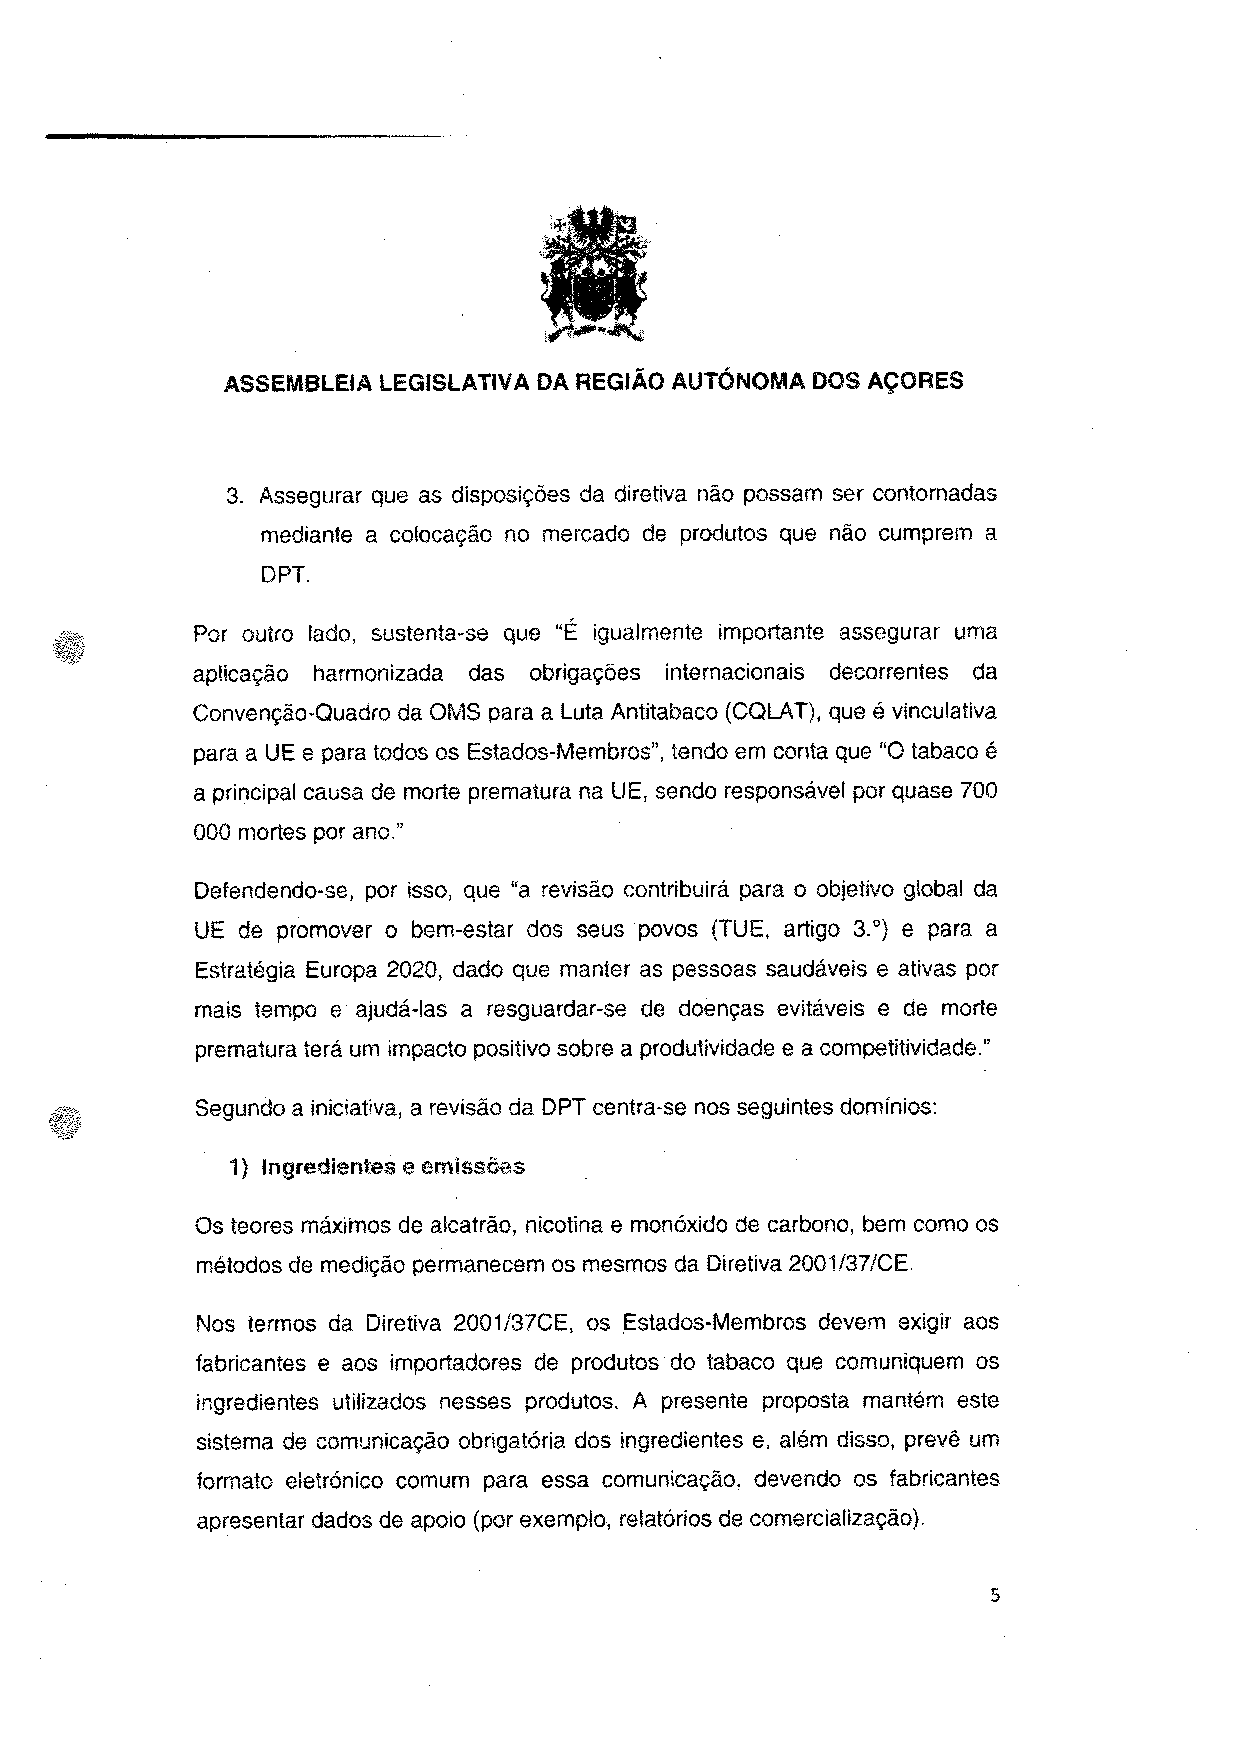 ASSEMBLEIA LEGISLATIVA DA REGIÃO AUTÓNOMA DOS AÇORES
3. Assegurar que as disposições da diretiva não possam ser contornadas
mediante a colocação no mercado de produtos que não cumprem a
DPT.
Por outro lado, sustenta-se que "É igualmente importante assegurar uma
aplicação harmonizada das obrigações internacionais decorrentes da
Convenção-Quadro da OMS para a Luta Antitabaco (CQLAT), que é vinculativa
para a UE e para todos os Estados-Membros", tendo em conta que "O tabaco é
a principal causa de morte prematura na UE, sendo responsável por quase 700
000 mortes por ano."
Defendendo-se, por isso, que "a revisão contribuirá para o objetivo global da
UE de promover o bem-estar dos seus povos (TUE, artigo 3.º) e para a
Estratégia Europa 2020, dado que manter as pessoas saudáveis e ativas por
mais tempo e ajudá-las a resguardar-se de doenças evitáveis e de morte
prematura terá um impacto positivo sobre a produtividade e a competitividade."
Segundo a iniciativa, a revisão da DPT centra-se nos seguintes domínios:
1) Ingredientes e emissões
Os teores máximos de alcatrão, nicotina e monóxido de carbono, bem como os
métodos de medição permanecem os mesmos da Diretiva 2001/37/CE.
Nos termos da Diretiva 2001/37CE, os Estados-Membros devem exigir aos
fabricantes e aos importadores de produtos do tabaco que comuniquem os
ingredientes utilizados nesses produtos. A presente proposta mantém este
sistema de comunicação obrigatória dos ingredientes e, além disso, prevê um
formato eletrónico comum para essa comunicação, devendo os fabricantes
apresentar dados de apoio (por exemplo, relatórios de comercialização).
5